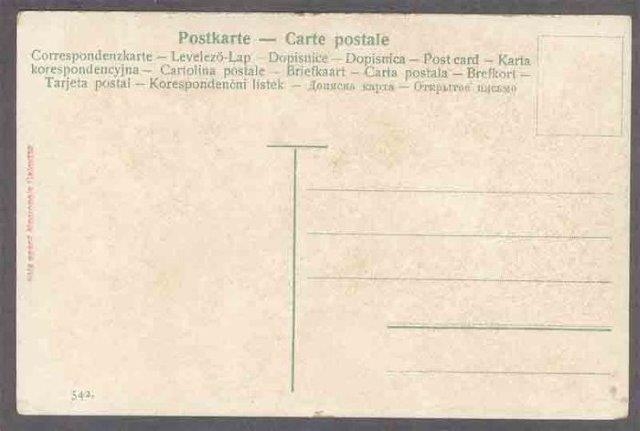 Postkarte — Carte postale
Correspondenzkarte — Levelező-Lap — Dopisnice — Dopisnica — Post card — Karta
korespondencyjna — Cartolina postale — Briefkaart — Carta postala — Brefkort —
Tarjeta postal — Korespondenční listek — Дописна карта — Открытое письмо
542.